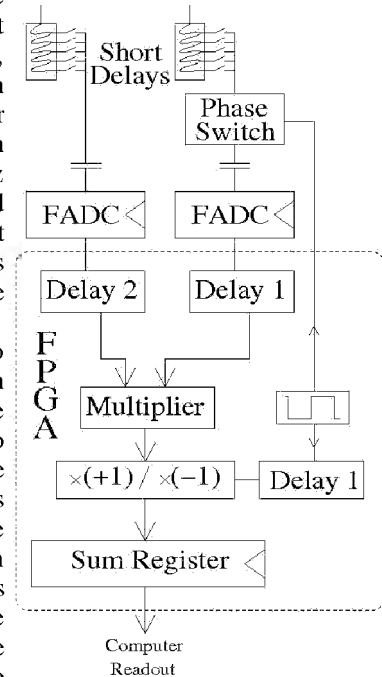 Short
Delays
Phase
Switch
FADC
FADC
Delay 2
Delay 1
FPGA
Multiplier
×(+1) / ×(−1)
Delay 1
Sum Register
Computer
Readout